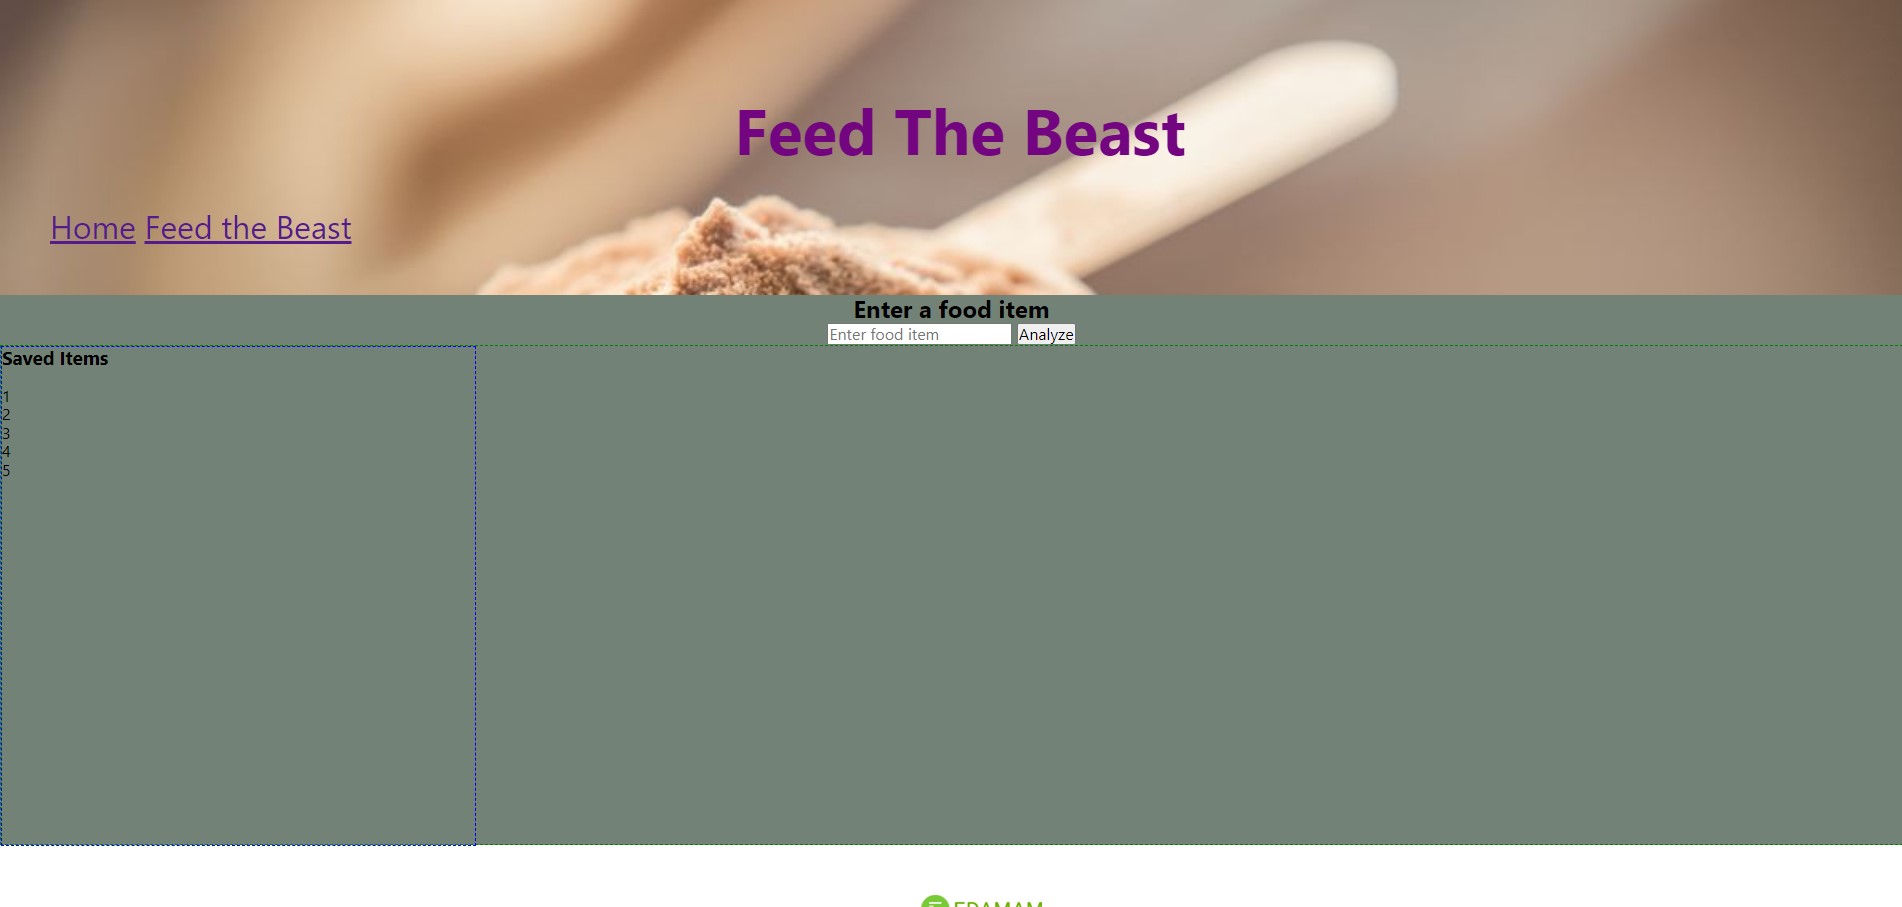 Feed The Beast
Home Feed the Beast
Enter a food item
Enter food item Analyze
Saved Items
1
2
3
4
5
EDAMAM